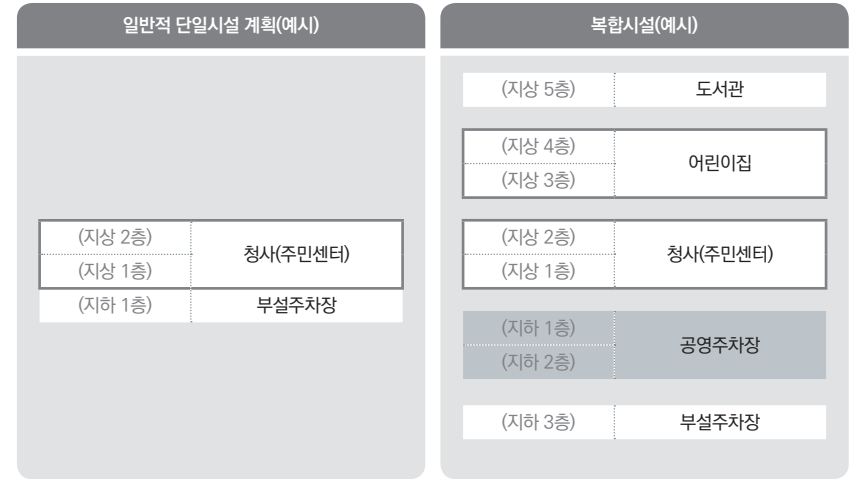 일반적 단일시설 계획(예시)
(지상 2층)
청사(주민센터)
(지상 1층)
(지하 1층) 부설주차장
복합시설(예시)
(지상 5층) 도서관
(지상 4층)
어린이집
(지상 3층)
(지상 2층)
청사(주민센터)
(지상 1층)
(지하 1층)
공영주차장
(지하 2층)
(지하 3층) 부설주차장